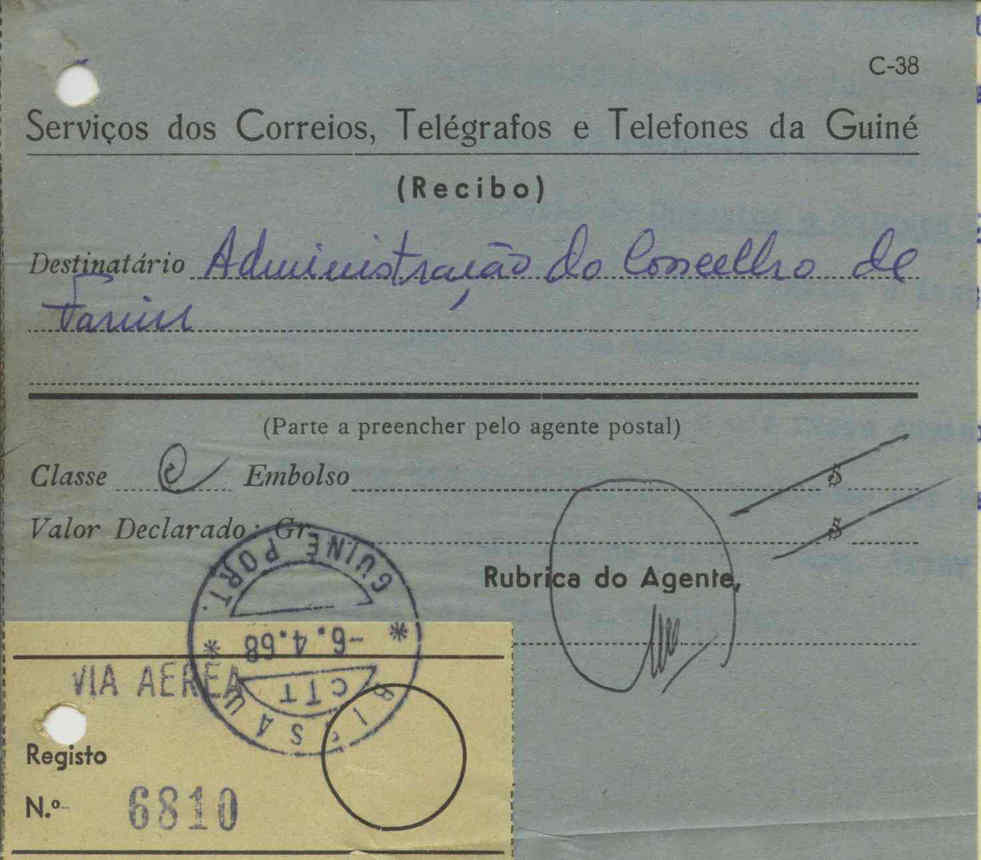 C-38
Serviços dos Correios, Telégrafos e Telefones da Guiné
(Recibo)
Destinatário Administração do Concelho de
Farim
(Parte a preencher pelo agente postal)
Classe Embolso $
Valor Declarado: Gr. $
Rubrica do Agente,
GUINÉ PORT.
* -6.4.68 *
CTT
BISSAU
VIA AEREA
Registo
N.º 6810